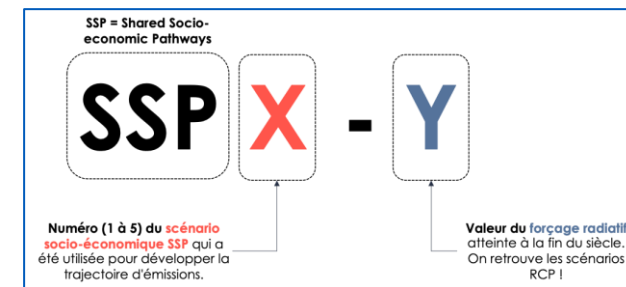 SSP = Shared Socio-
economic Pathways
SSP X - Y
Numéro (1 à 5) du scénario
socio-économique SSP qui a
été utilisée pour développer la
trajectoire d'émissions.
Valeur du forçage radiatif
atteinte à la fin du siècle.
On retrouve les scénarios
RCP !